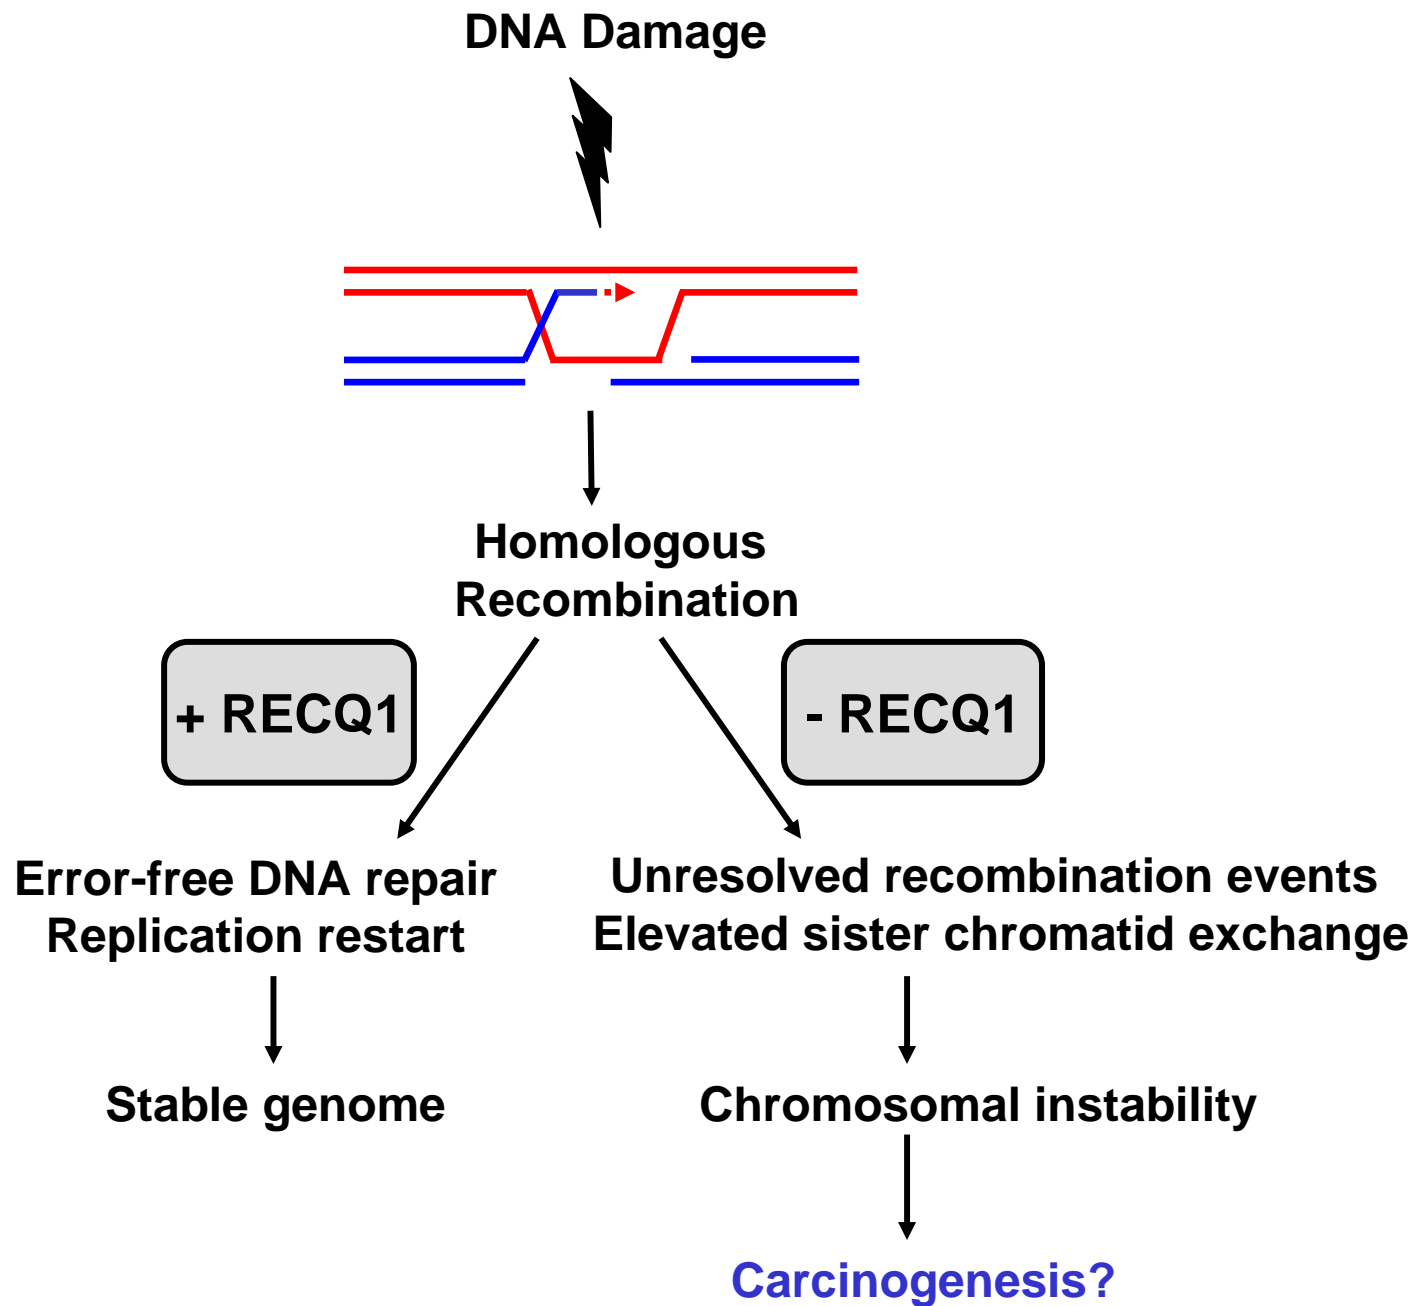 DNA Damage
Homologous
Recombination
+ RECQ1
- RECQ1
Error-free DNA repair
Replication restart
Unresolved recombination events
Elevated sister chromatid exchange
Stable genome
Chromosomal instability
Carcinogenesis?